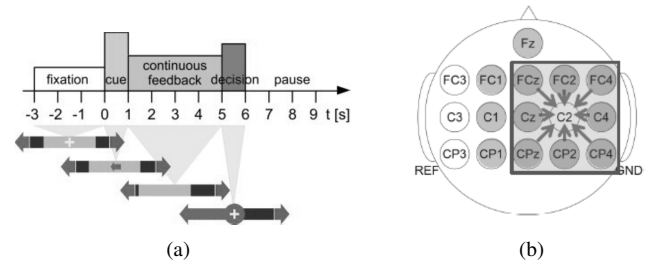 continuous
fixation cue feedback decision pause
-3 -2 -1 0 1 2 3 4 5 6 7 8 9 t [s]
(a)
Fz
FC3 FC1 FCz FC2 FC4
C3 C1 Cz C2 C4
CP3 CP1 CPz CP2 CP4
REF GND
(b)